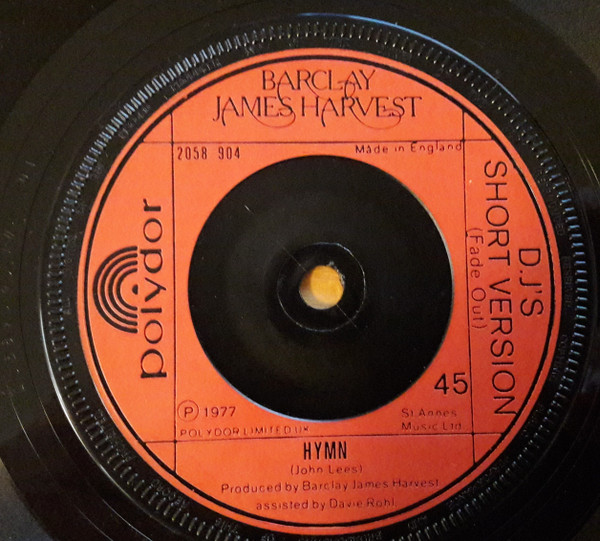 BARCLAY
JAMES HARVEST
2058 904
Made in England
polydor
D.J'S
SHORT VERSION
(Fade Out)
45
Ⓟ 1977
POLYDOR LIMITED UK
St. Annes
Music Ltd
HYMN
(John Lees)
Produced by Barclay James Harvest
assisted by Davie Rohl